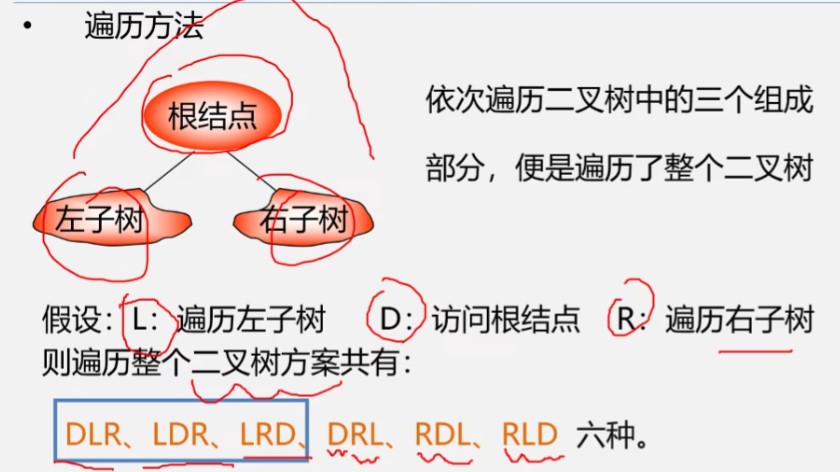 • 遍历方法
根结点
左子树
右子树
依次遍历二叉树中的三个组成
部分，便是遍历了整个二叉树
假设：L：遍历左子树 D：访问根结点 R：遍历右子树
则遍历整个二叉树方案共有：
DLR、LDR、LRD、DRL、RDL、RLD 六种。